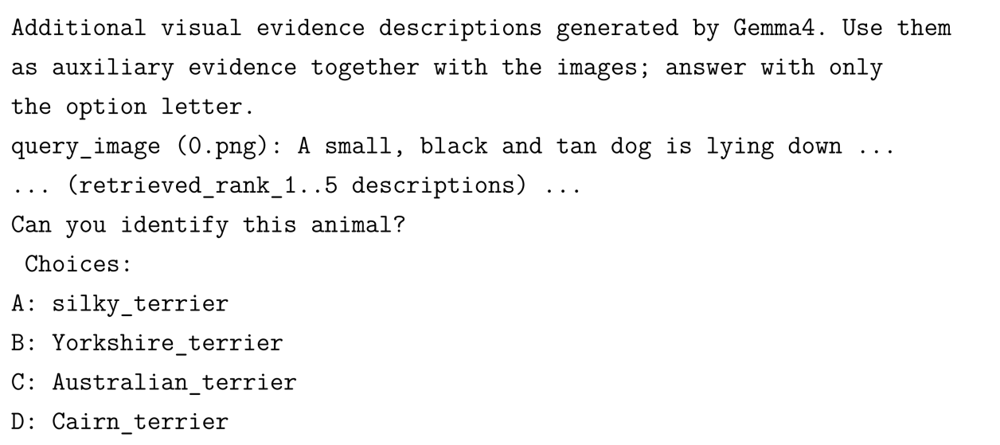 Additional visual evidence descriptions generated by Gemma4. Use them
as auxiliary evidence together with the images; answer with only
the option letter.
query_image (0.png): A small, black and tan dog is lying down ...
... (retrieved_rank_1..5 descriptions) ...
Can you identify this animal?
Choices:
A: silky_terrier
B: Yorkshire_terrier
C: Australian_terrier
D: Cairn_terrier